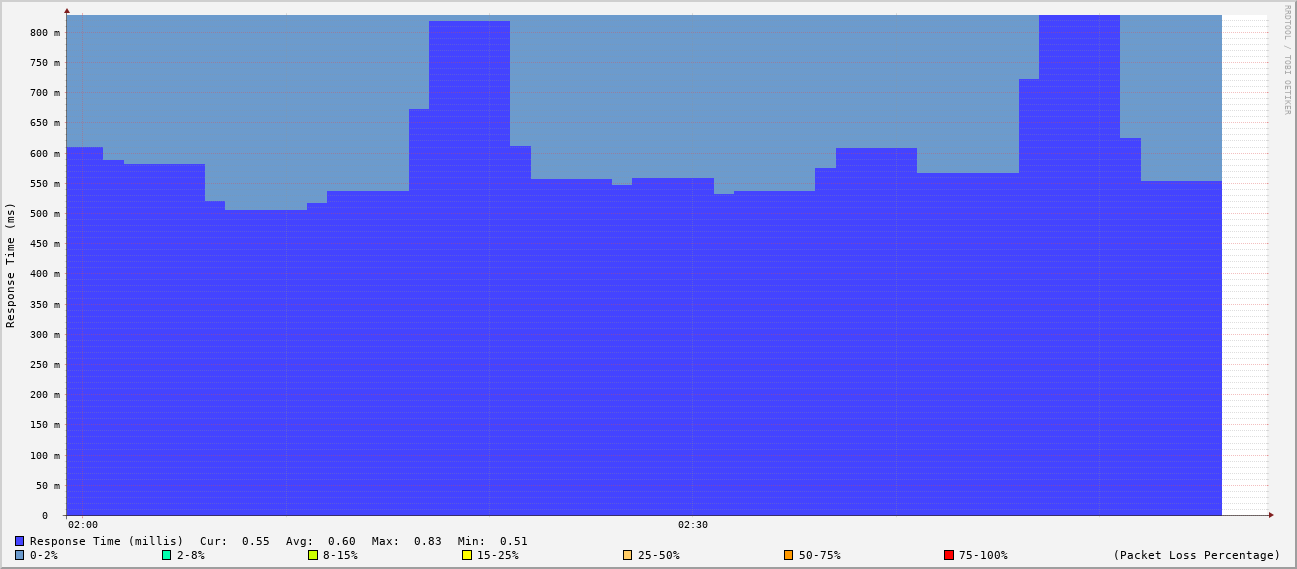 RRDTOOL / TOBI OETIKER
Response Time (ms)
800 m
750 m
700 m
650 m
600 m
550 m
500 m
450 m
400 m
350 m
300 m
250 m
200 m
150 m
100 m
50 m
0
02:00 02:30
Response Time (millis) Cur: 0.55 Avg: 0.60 Max: 0.83 Min: 0.51
0-2% 2-8% 8-15% 15-25% 25-50% 50-75% 75-100% (Packet Loss Percentage)